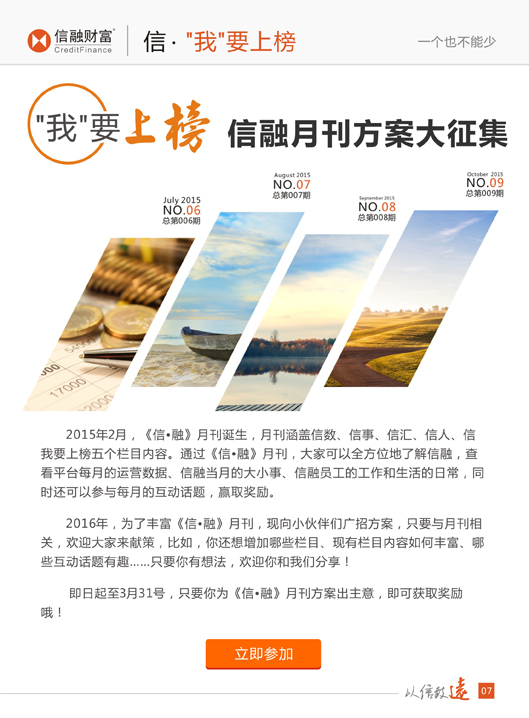 信融财富
CreditFinance
信·"我"要上榜
一个也不能少
"我"要上榜 信融月刊方案大征集
July 2015
NO.06
总第006期
August 2015
NO.07
总第007期
September 2015
NO.08
总第008期
October 2015
NO.09
总第009期
17000
2015年2月，《信•融》月刊诞生，月刊涵盖信数、信事、信汇、信人、信
我要上榜五个栏目内容。通过《信•融》月刊，大家可以全方位地了解信融，查
看平台每月的运营数据、信融当月的大小事、信融员工的工作和生活的日常，同
时还可以参与每月的互动话题，赢取奖励。
2016年，为了丰富《信•融》月刊，现向小伙伴们广招方案，只要与月刊相
关，欢迎大家来献策，比如，你还想增加哪些栏目、现有栏目内容如何丰富、哪
些互动话题有趣……只要你有想法，欢迎你和我们分享！
即日起至3月31号，只要你为《信•融》月刊方案出主意，即可获取奖励
哦！
立即参加
以信致远
07